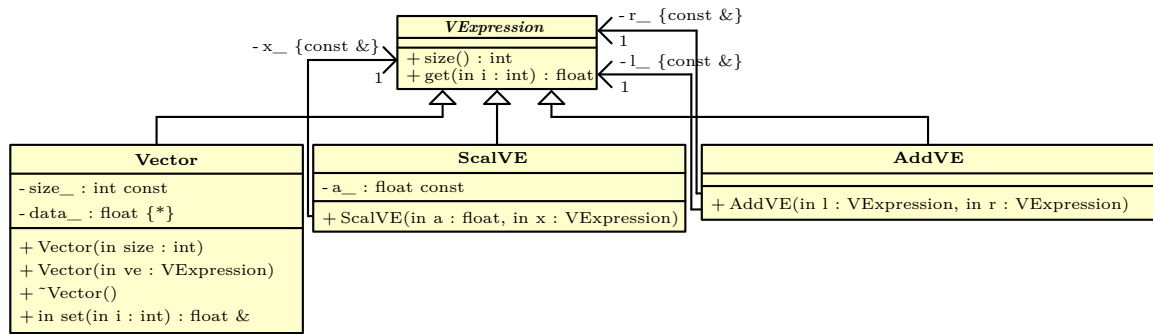 VExpression
+ size() : int
+ get(in i : int) : float
- x_ {const &}
1
- r_ {const &}
1
- l_ {const &}
1
Vector
- size_ : int const
- data_ : float {*}
+ Vector(in size : int)
+ Vector(in ve : VExpression)
+ ~Vector()
+ in set(in i : int) : float &
ScalVE
- a_ : float const
+ ScalVE(in a : float, in x : VExpression)
AddVE
+ AddVE(in l : VExpression, in r : VExpression)